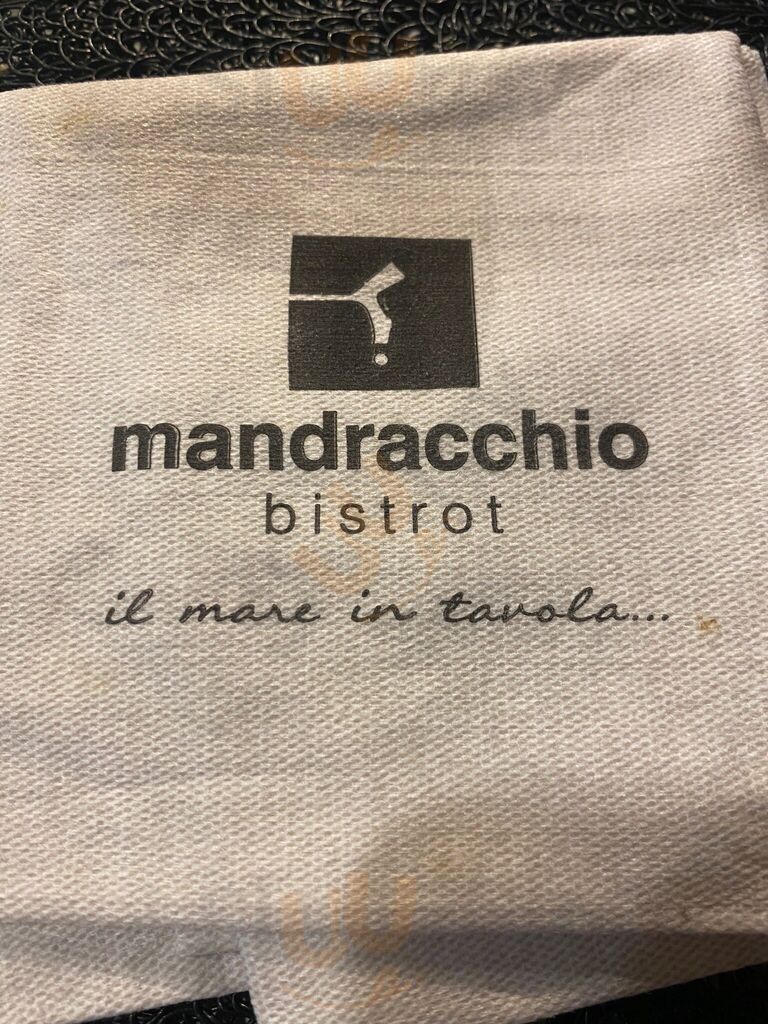 mandracchio
bistrot
il mare in tavola...